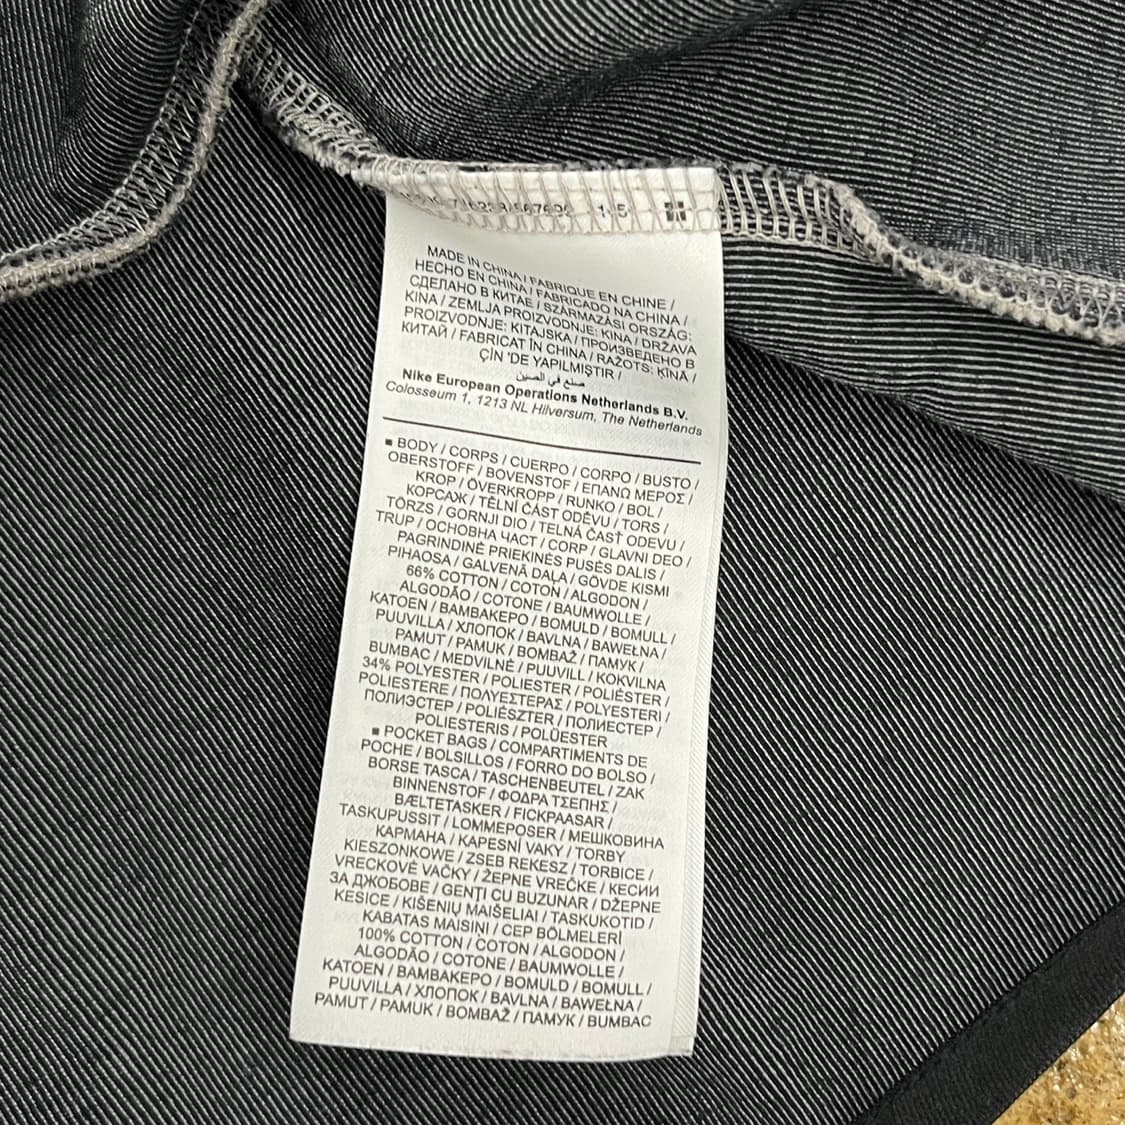 MADE IN CHINA / FABRIQUE EN CHINE /
HECHO EN CHINA / FABRICADO NA CHINA /
СДЕЛАНО В КИТАЕ / SZÁRMAZÁSI ORSZÁG:
KINA / ZEMLJA PROIZVODNJE: KINA / DRŽAVA
PROIZVODNJE: KITAJSKA / ПРОИЗВЕДЕНО В
КИТАЙ / FABRICAT ÎN CHINA / RAŽOTS: ĶĪNĀ /
ÇİN 'DE YAPILMIŞTIR /
صنع في الصين
Nike European Operations Netherlands B.V.
Colosseum 1, 1213 NL Hilversum, The Netherlands
■ BODY / CORPS / CUERPO / CORPO / BUSTO /
OBERSTOFF / BOVENSTOF / ΕΠΑΝΩ ΜΕΡΟΣ /
KROP / ÖVERKROPP / RUNKO / BOL /
КОРСАЖ / TĚLNÍ ČÁST ODĚVU / TORS /
TÖRZS / GORNJI DIO / TELNÁ ČASŤ ODEVU /
TRUP / ОСНОВНА ЧАСТ / CORP / GLAVNI DEO /
PAGRINDINĖ PRIEKINĖS PUSĖS DALIS /
PIHAOSA / GALVENĀ DAĻA / GÖVDE KISMI
66% COTTON / COTON / ALGODON /
ALGODÃO / COTONE / BAUMWOLLE /
KATOEN / ΒΑΜΒΑΚΕΡΟ / BOMULD / BOMULL /
PUUVILLA / ХЛОПОК / BAVLNA / BAWEŁNA /
PAMUT / PAMUK / BOMBAŽ / ПАМУК /
BUMBAC / MEDVILNĖ / PUUVILL / KOKVILNA
34% POLYESTER / POLIESTER / POLIÉSTER /
POLIESTERE / ΠΟΛΥΕΣΤΕΡΑΣ / POLYESTERI /
ПОЛИЭСТЕР / POLIÉSZTER / ПОЛИЕСТЕР /
POLIESTERIS / POLÜESTER
■ POCKET BAGS / COMPARTIMENTS DE
POCHE / BOLSILLOS / FORRO DO BOLSO /
BORSE TASCA / TASCHENBEUTEL / ZAK
BINNENSTOF / ΦΟΔΡΑ ΤΣΕΠΗΣ /
BÆLTETASKER / FICKPAASAR /
TASKUPUSSIT / LOMMEPOSER / МЕШКОВИНА
КАРМАНА / KAPESNÍ VAKY / TORBY
KIESZONKOWE / ZSEB REKESZ / TORBICE /
VRECKOVÉ VAČKY / ŽEPNE VREČKE / КЕСИИ
ЗА ДЖОБОВЕ / GENŢI CU BUZUNAR / DŽEPNE
KESICE / KIŠENIŲ MAIŠELIAI / TASKUKOTID /
KABATAS MAISIŅI / CEP BÖLMELERİ
100% COTTON / COTON / ALGODON /
ALGODÃO / COTONE / BAUMWOLLE /
KATOEN / ΒΑΜΒΑΚΕΡΟ / BOMULD / BOMULL /
PUUVILLA / ХЛОПОК / BAVLNA / BAWEŁNA /
PAMUT / PAMUK / BOMBAŽ / ПАМУК / BUMBAC